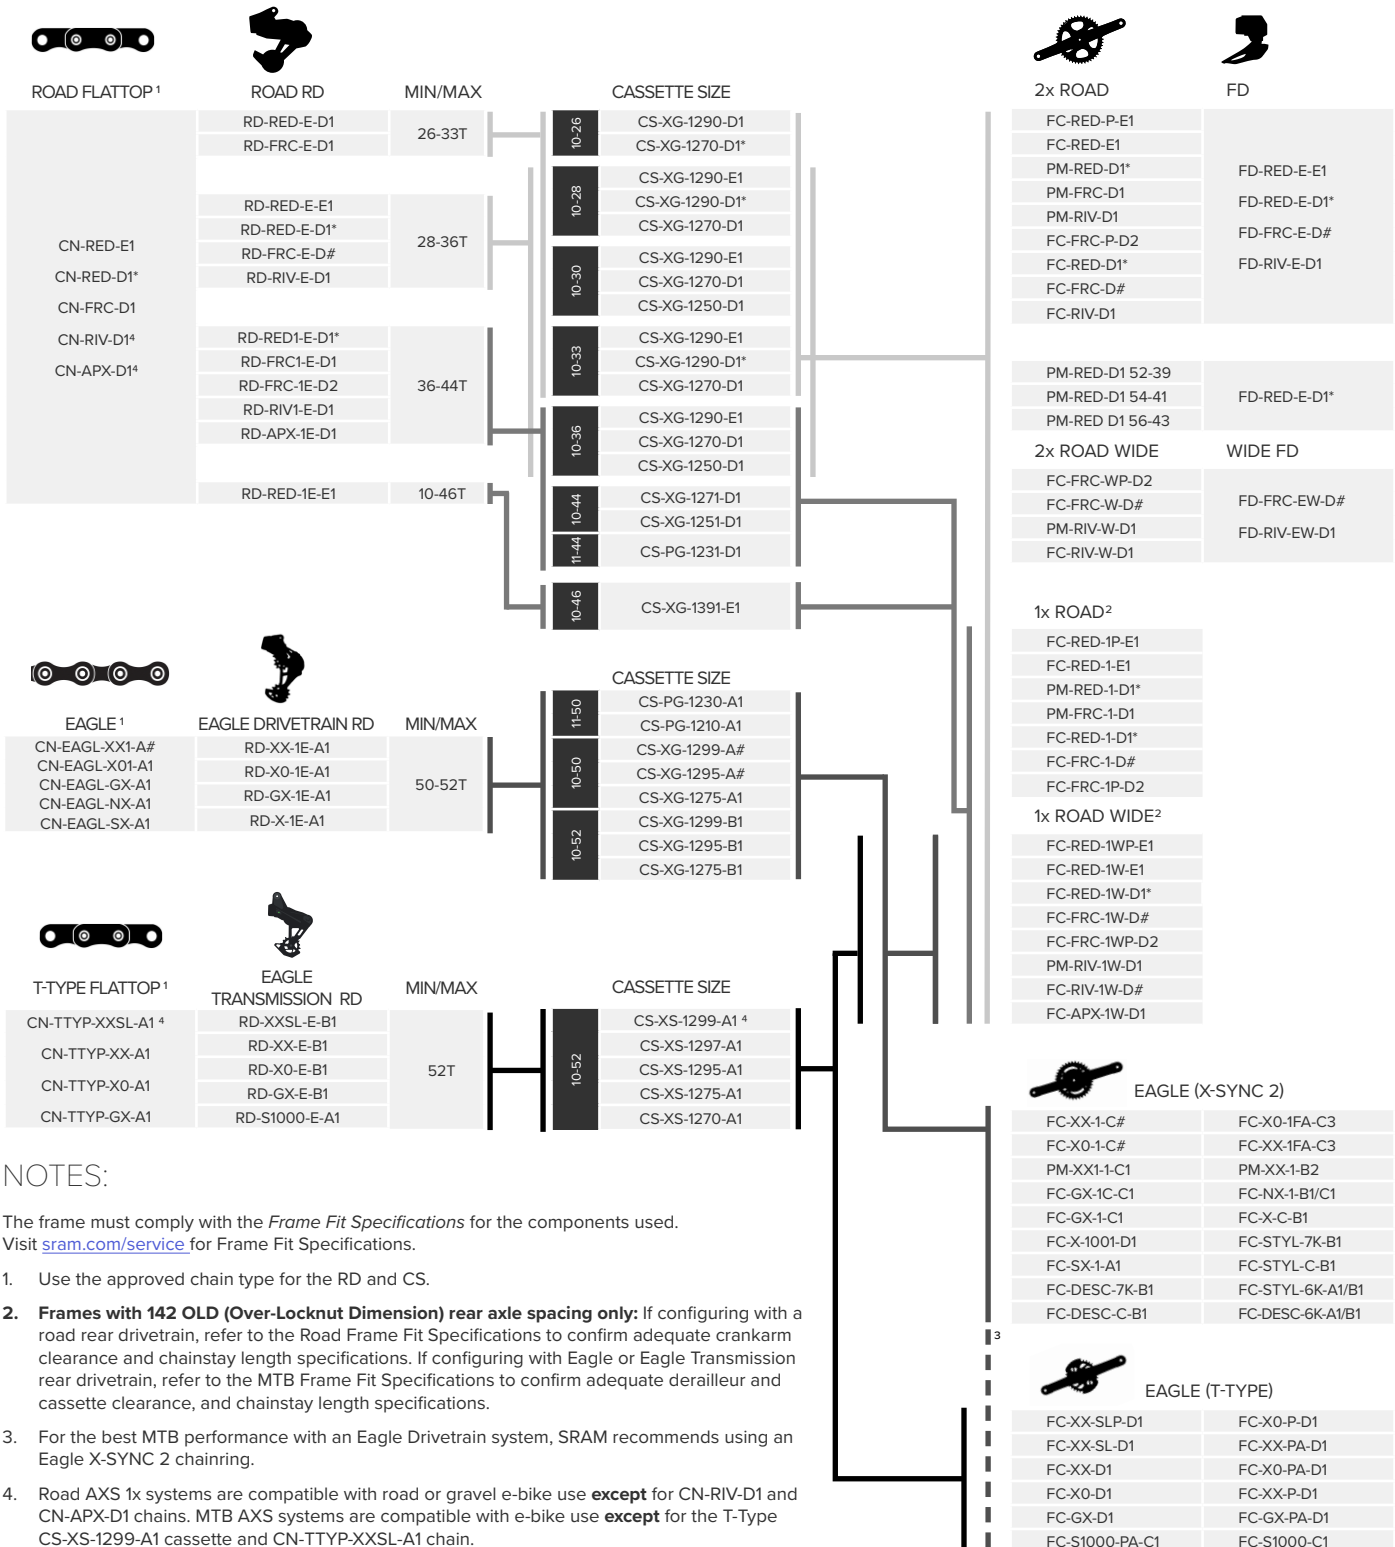 ROAD FLATTOP 1
ROAD RD
MIN/MAX
CASSETTE SIZE
2x ROAD
FD
CN-RED-E1
CN-RED-D1*
CN-FRC-D1
CN-RIV-D14
CN-APX-D14
RD-RED-E-D1
RD-FRC-E-D1
26-33T
RD-RED-E-E1
RD-RED-E-D1*
RD-FRC-E-D#
RD-RIV-E-D1
28-36T
RD-RED1-E-D1*
RD-FRC1-E-D1
RD-FRC-1E-D2
RD-RIV1-E-D1
RD-APX-1E-D1
36-44T
RD-RED-1E-E1
10-46T
10-26
CS-XG-1290-D1
CS-XG-1270-D1*
10-28
CS-XG-1290-E1
CS-XG-1290-D1*
CS-XG-1270-D1
10-30
CS-XG-1290-E1
CS-XG-1270-D1
CS-XG-1250-D1
10-33
CS-XG-1290-E1
CS-XG-1290-D1*
CS-XG-1270-D1
10-36
CS-XG-1290-E1
CS-XG-1270-D1
CS-XG-1250-D1
10-44
CS-XG-1271-D1
CS-XG-1251-D1
11-44
CS-PG-1231-D1
10-46
CS-XG-1391-E1
FC-RED-P-E1
FC-RED-E1
PM-RED-D1*
PM-FRC-D1
PM-RIV-D1
FC-FRC-P-D2
FC-RED-D1*
FC-FRC-D#
FC-RIV-D1
FD-RED-E-E1
FD-RED-E-D1*
FD-FRC-E-D#
FD-RIV-E-D1
PM-RED-D1 52-39
PM-RED-D1 54-41
PM-RED D1 56-43
FD-RED-E-D1*
2x ROAD WIDE
WIDE FD
FC-FRC-WP-D2
FC-FRC-W-D#
PM-RIV-W-D1
FC-RIV-W-D1
FD-FRC-EW-D#
FD-RIV-EW-D1
1x ROAD2
FC-RED-1P-E1
FC-RED-1-E1
PM-RED-1-D1*
PM-FRC-1-D1
FC-RED-1-D1*
FC-FRC-1-D#
FC-FRC-1P-D2
1x ROAD WIDE2
FC-RED-1WP-E1
FC-RED-1W-E1
FC-RED-1W-D1*
FC-FRC-1W-D#
FC-FRC-1WP-D2
PM-RIV-1W-D1
FC-RIV-1W-D#
FC-APX-1W-D1
EAGLE 1
EAGLE DRIVETRAIN RD
MIN/MAX
CASSETTE SIZE
CN-EAGL-XX1-A#
CN-EAGL-X01-A1
CN-EAGL-GX-A1
CN-EAGL-NX-A1
CN-EAGL-SX-A1
RD-XX-1E-A1
RD-X0-1E-A1
RD-GX-1E-A1
RD-X-1E-A1
50-52T
11-50
CS-PG-1230-A1
CS-PG-1210-A1
10-50
CS-XG-1299-A#
CS-XG-1295-A#
CS-XG-1275-A1
10-52
CS-XG-1299-B1
CS-XG-1295-B1
CS-XG-1275-B1
T-TYPE FLATTOP 1
EAGLE
TRANSMISSION RD
MIN/MAX
CASSETTE SIZE
CN-TTYP-XXSL-A1 4
CN-TTYP-XX-A1
CN-TTYP-X0-A1
CN-TTYP-GX-A1
RD-XXSL-E-B1
RD-XX-E-B1
RD-X0-E-B1
RD-GX-E-B1
RD-S1000-E-A1
52T
10-52
CS-XS-1299-A1 4
CS-XS-1297-A1
CS-XS-1295-A1
CS-XS-1275-A1
CS-XS-1270-A1
EAGLE (X-SYNC 2)
FC-XX-1-C# FC-X0-1FA-C3
FC-X0-1-C# FC-XX-1FA-C3
PM-XX1-1-C1 PM-XX-1-B2
FC-GX-1C-C1 FC-NX-1-B1/C1
FC-GX-1-C1 FC-X-C-B1
FC-X-1001-D1 FC-STYL-7K-B1
FC-SX-1-A1 FC-STYL-C-B1
FC-DESC-7K-B1 FC-STYL-6K-A1/B1
FC-DESC-C-B1 FC-DESC-6K-A1/B1
3
EAGLE (T-TYPE)
FC-XX-SLP-D1 FC-X0-P-D1
FC-XX-SL-D1 FC-XX-PA-D1
FC-XX-D1 FC-X0-PA-D1
FC-X0-D1 FC-XX-P-D1
FC-GX-D1 FC-GX-PA-D1
FC-S1000-PA-C1 FC-S1000-C1
NOTES:
The frame must comply with the Frame Fit Specifications for the components used.
Visit sram.com/service for Frame Fit Specifications.
1. Use the approved chain type for the RD and CS.
2. Frames with 142 OLD (Over-Locknut Dimension) rear axle spacing only: If configuring with a
road rear drivetrain, refer to the Road Frame Fit Specifications to confirm adequate crankarm
clearance and chainstay length specifications. If configuring with Eagle or Eagle Transmission
rear drivetrain, refer to the MTB Frame Fit Specifications to confirm adequate derailleur and
cassette clearance, and chainstay length specifications.
3. For the best MTB performance with an Eagle Drivetrain system, SRAM recommends using an
Eagle X-SYNC 2 chainring.
4. Road AXS 1x systems are compatible with road or gravel e-bike use except for CN-RIV-D1 and
CN-APX-D1 chains. MTB AXS systems are compatible with e-bike use except for the T-Type
CS-XS-1299-A1 cassette and CN-TTYP-XXSL-A1 chain.